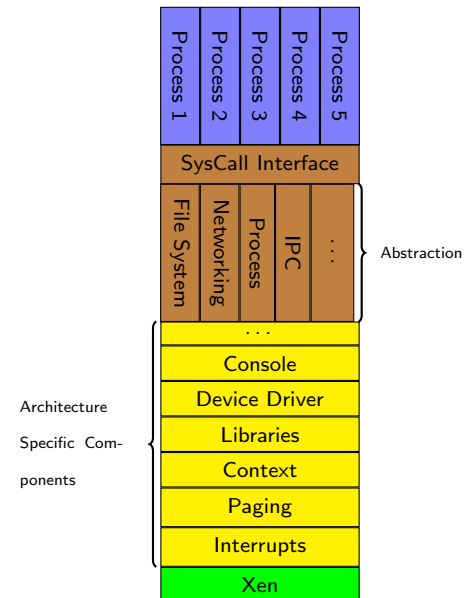 Process 1
Process 2
Process 3
Process 4
Process 5
SysCall Interface
File System
Networking
Process
IPC
...
Abstraction
...
Console
Device Driver
Libraries
Context
Paging
Interrupts
Architecture
Specific Com-
ponents
Xen